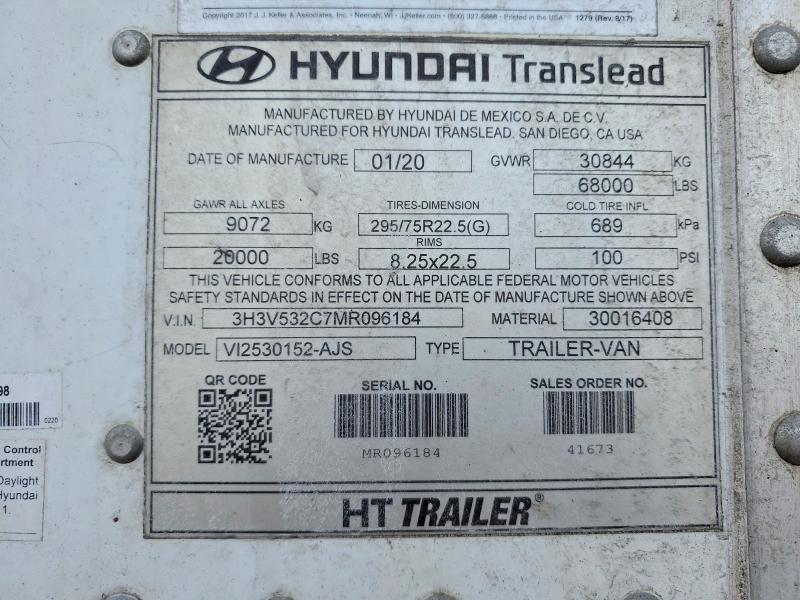 Copyright 2017 J. J. Keller & Associates, Inc. • Neenah, WI • JJKeller.com • (800) 327-6868 • Printed in the USA 1279 (Rev. 8/17)
HYUNDAI Translead
MANUFACTURED BY HYUNDAI DE MEXICO S.A. DE C.V.
MANUFACTURED FOR HYUNDAI TRANSLEAD, SAN DIEGO, CA USA
DATE OF MANUFACTURE 01/20 GVWR 30844 KG
68000 LBS
GAWR ALL AXLES TIRES-DIMENSION COLD TIRE INFL
9072 KG 295/75R22.5(G) 689 kPa
RIMS
20000 LBS 8.25x22.5 100 PSI
THIS VEHICLE CONFORMS TO ALL APPLICABLE FEDERAL MOTOR VEHICLES
SAFETY STANDARDS IN EFFECT ON THE DATE OF MANUFACTURE SHOWN ABOVE
V.I.N. 3H3V532C7MR096184 MATERIAL 30016408
MODEL VI2530152-AJS TYPE TRAILER-VAN
QR CODE SERIAL NO. SALES ORDER NO.
MR096184 41673
HT TRAILER®
98
0220
Control
rtment
Daylight
Hyundai
1.